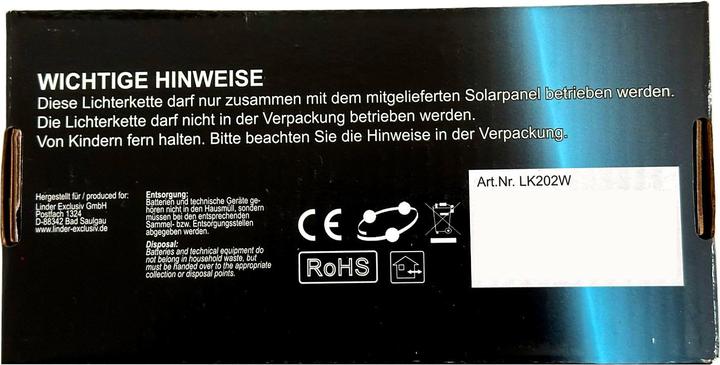 WICHTIGE HINWEISE
Diese Lichterkette darf nur zusammen mit dem mitgelieferten Solarpanel betrieben werden.
Die Lichterkette darf nicht in der Verpackung betrieben werden.
Von Kindern fern halten. Bitte beachten Sie die Hinweise in der Verpackung.
Hergestellt für / produced for:
Linder Exclusiv GmbH
Postfach 1324
D-88342 Bad Saulgau
www.linder-exclusiv.de
Entsorgung:
Batterien und technische Geräte ge-
hören nicht in den Hausmüll, sondern
müssen bei den entsprechenden
Sammel- bzw. Entsorgungsstellen
abgegeben werden.
Disposal:
Batteries and technical equipment do
not belong in household waste, but
must be handed over to the appropriate
collection or disposal points.
CE
RoHS
Art.Nr. LK202W